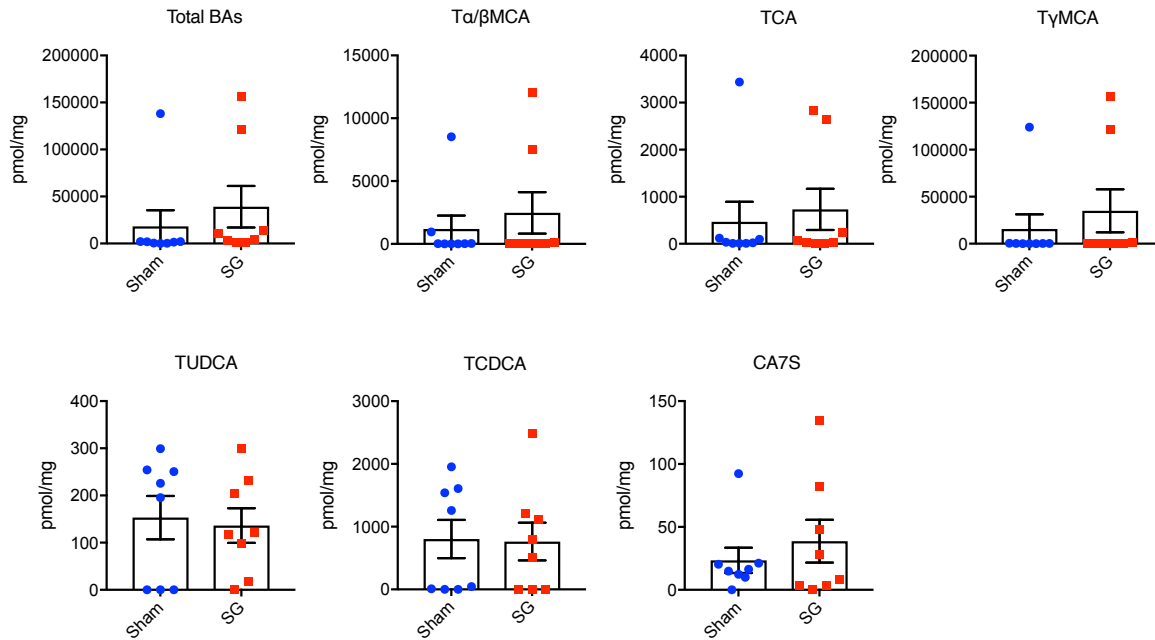 Total BAs
Tα/βMCA
TCA
TγMCA
200000
150000
100000
50000
0
pmol/mg
Sham
SG
15000
10000
5000
0
pmol/mg
Sham
SG
4000
3000
2000
1000
0
pmol/mg
Sham
SG
200000
150000
100000
50000
0
pmol/mg
Sham
SG
TUDCA
TCDCA
CA7S
400
300
200
100
0
pmol/mg
Sham
SG
3000
2000
1000
0
pmol/mg
Sham
SG
150
100
50
0
pmol/mg
Sham
SG